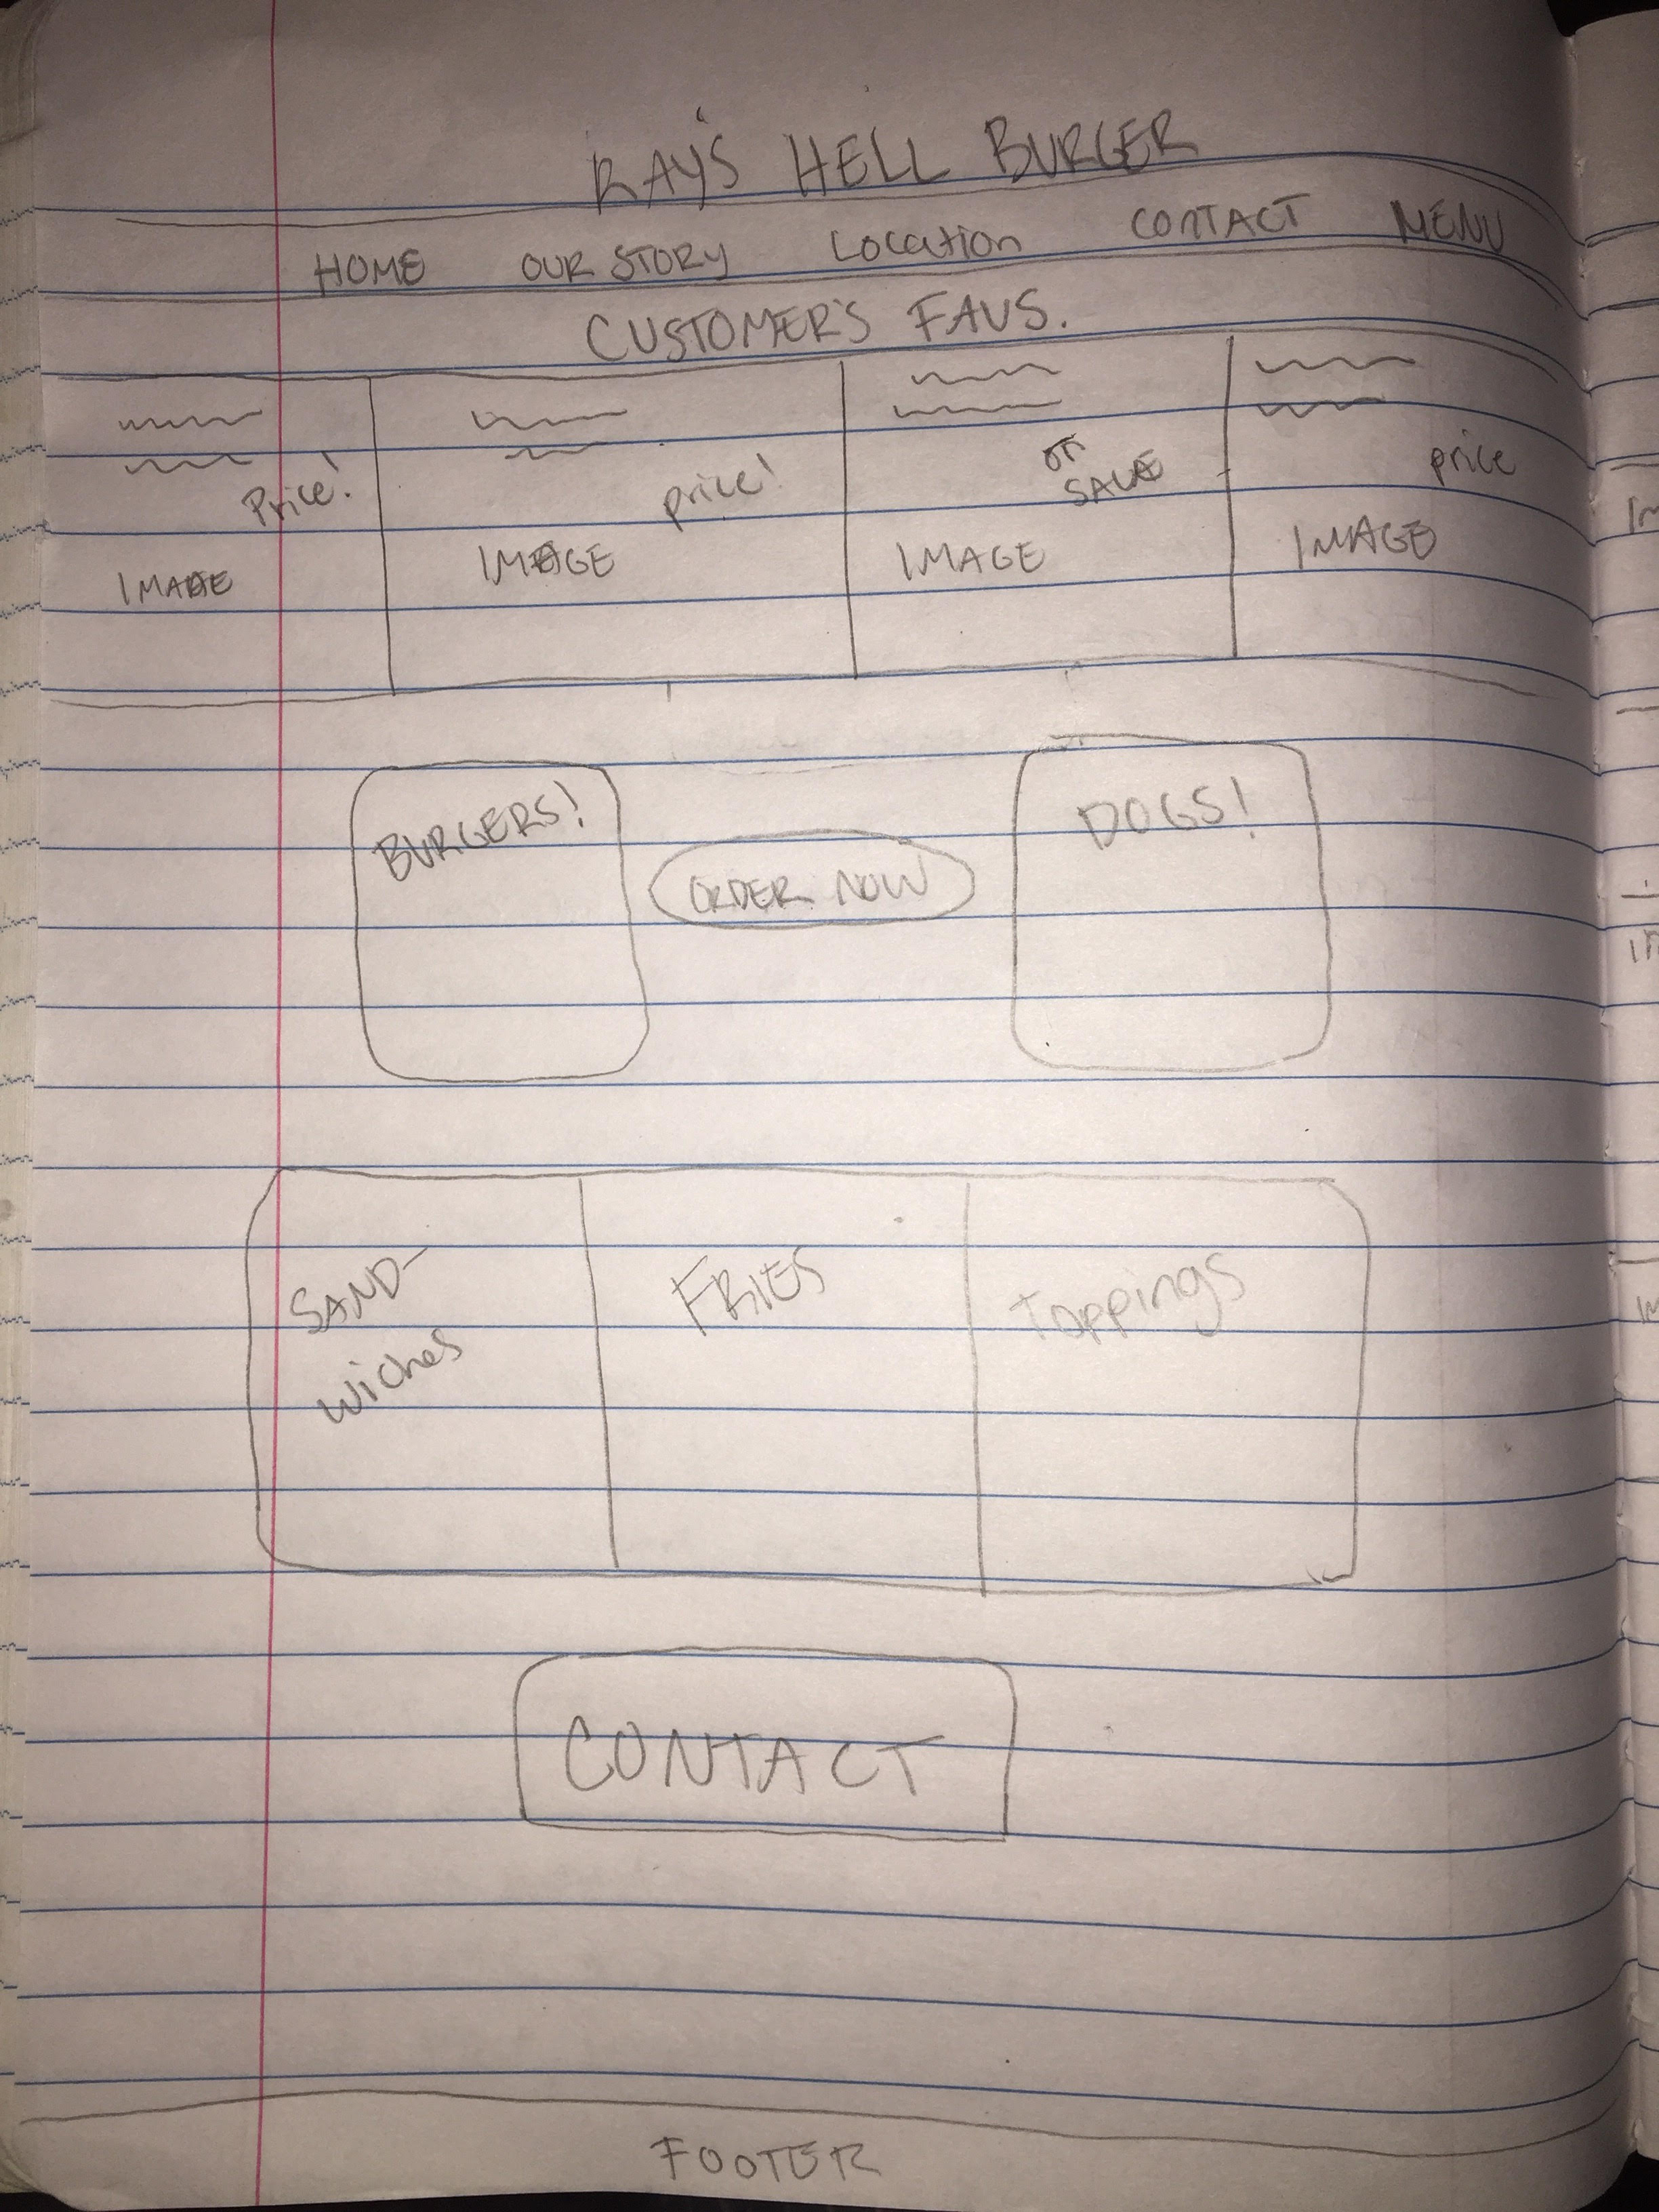 RAY'S HELL BURGER
HOME OUR STORY Location CONTACT MENU
CUSTOMER'S FAVS.
Price!
IMAGE
price!
IMAGE
on
SALE
IMAGE
price
IMAGE
BURGERS!
ORDER NOW
DOGS!
SAND-
wiches
FRIES
Toppings
CONTACT
FOOTER